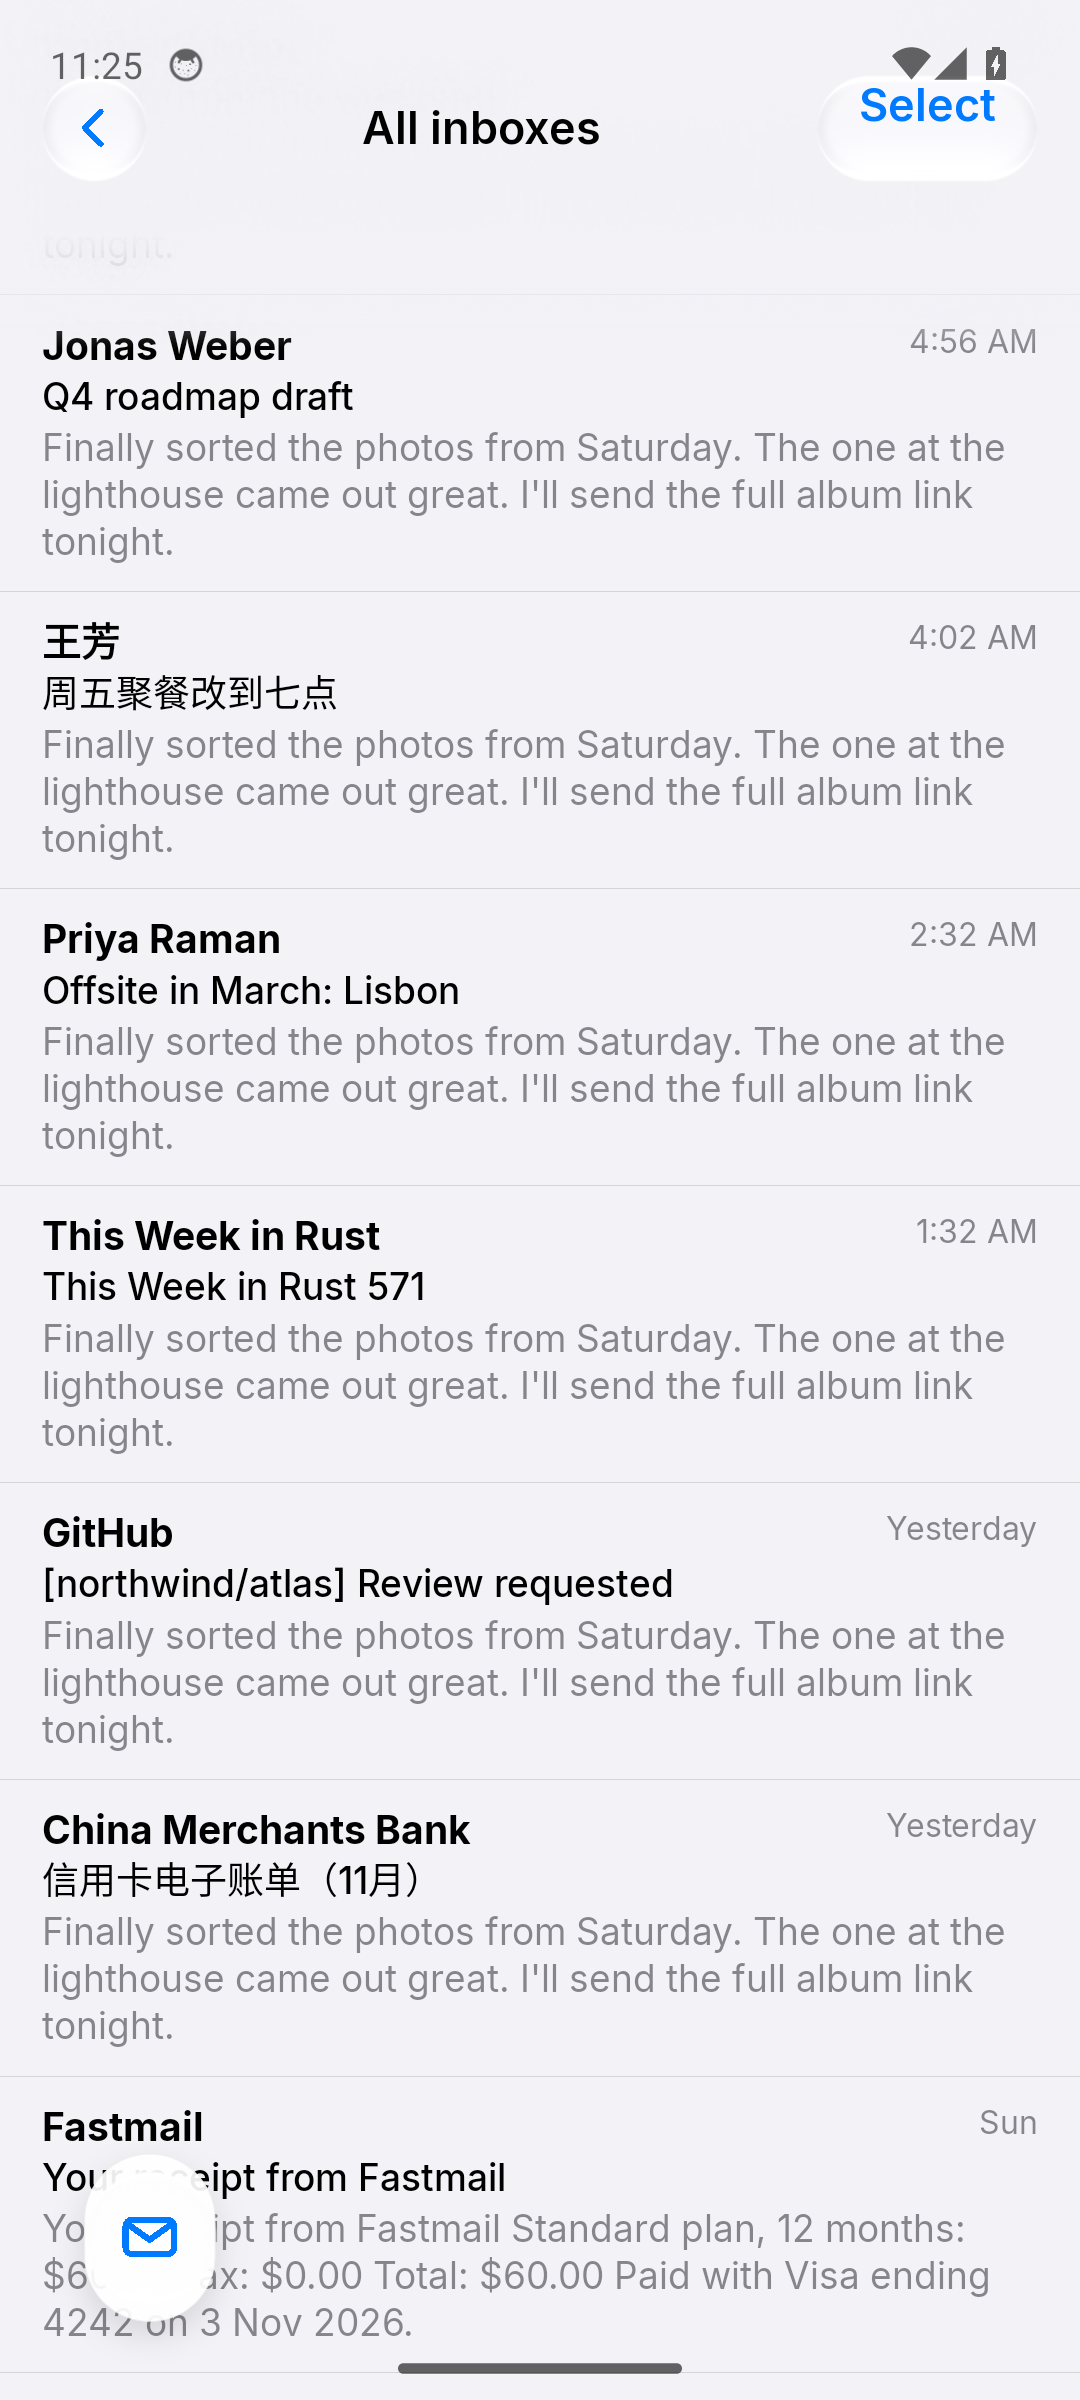 11:25
All inboxes
Select
tonight.
Jonas Weber
4:56 AM
Q4 roadmap draft
Finally sorted the photos from Saturday. The one at the
lighthouse came out great. I'll send the full album link
tonight.
王芳
4:02 AM
周五聚餐改到七点
Finally sorted the photos from Saturday. The one at the
lighthouse came out great. I'll send the full album link
tonight.
Priya Raman
2:32 AM
Offsite in March: Lisbon
Finally sorted the photos from Saturday. The one at the
lighthouse came out great. I'll send the full album link
tonight.
This Week in Rust
1:32 AM
This Week in Rust 571
Finally sorted the photos from Saturday. The one at the
lighthouse came out great. I'll send the full album link
tonight.
GitHub
Yesterday
[northwind/atlas] Review requested
Finally sorted the photos from Saturday. The one at the
lighthouse came out great. I'll send the full album link
tonight.
China Merchants Bank
Yesterday
信用卡电子账单（11月）
Finally sorted the photos from Saturday. The one at the
lighthouse came out great. I'll send the full album link
tonight.
Fastmail
Sun
Your receipt from Fastmail
from Fastmail Standard plan, 12 months:
$0.00 Total: $60.00 Paid with Visa ending
4242 on 3 Nov 2026.